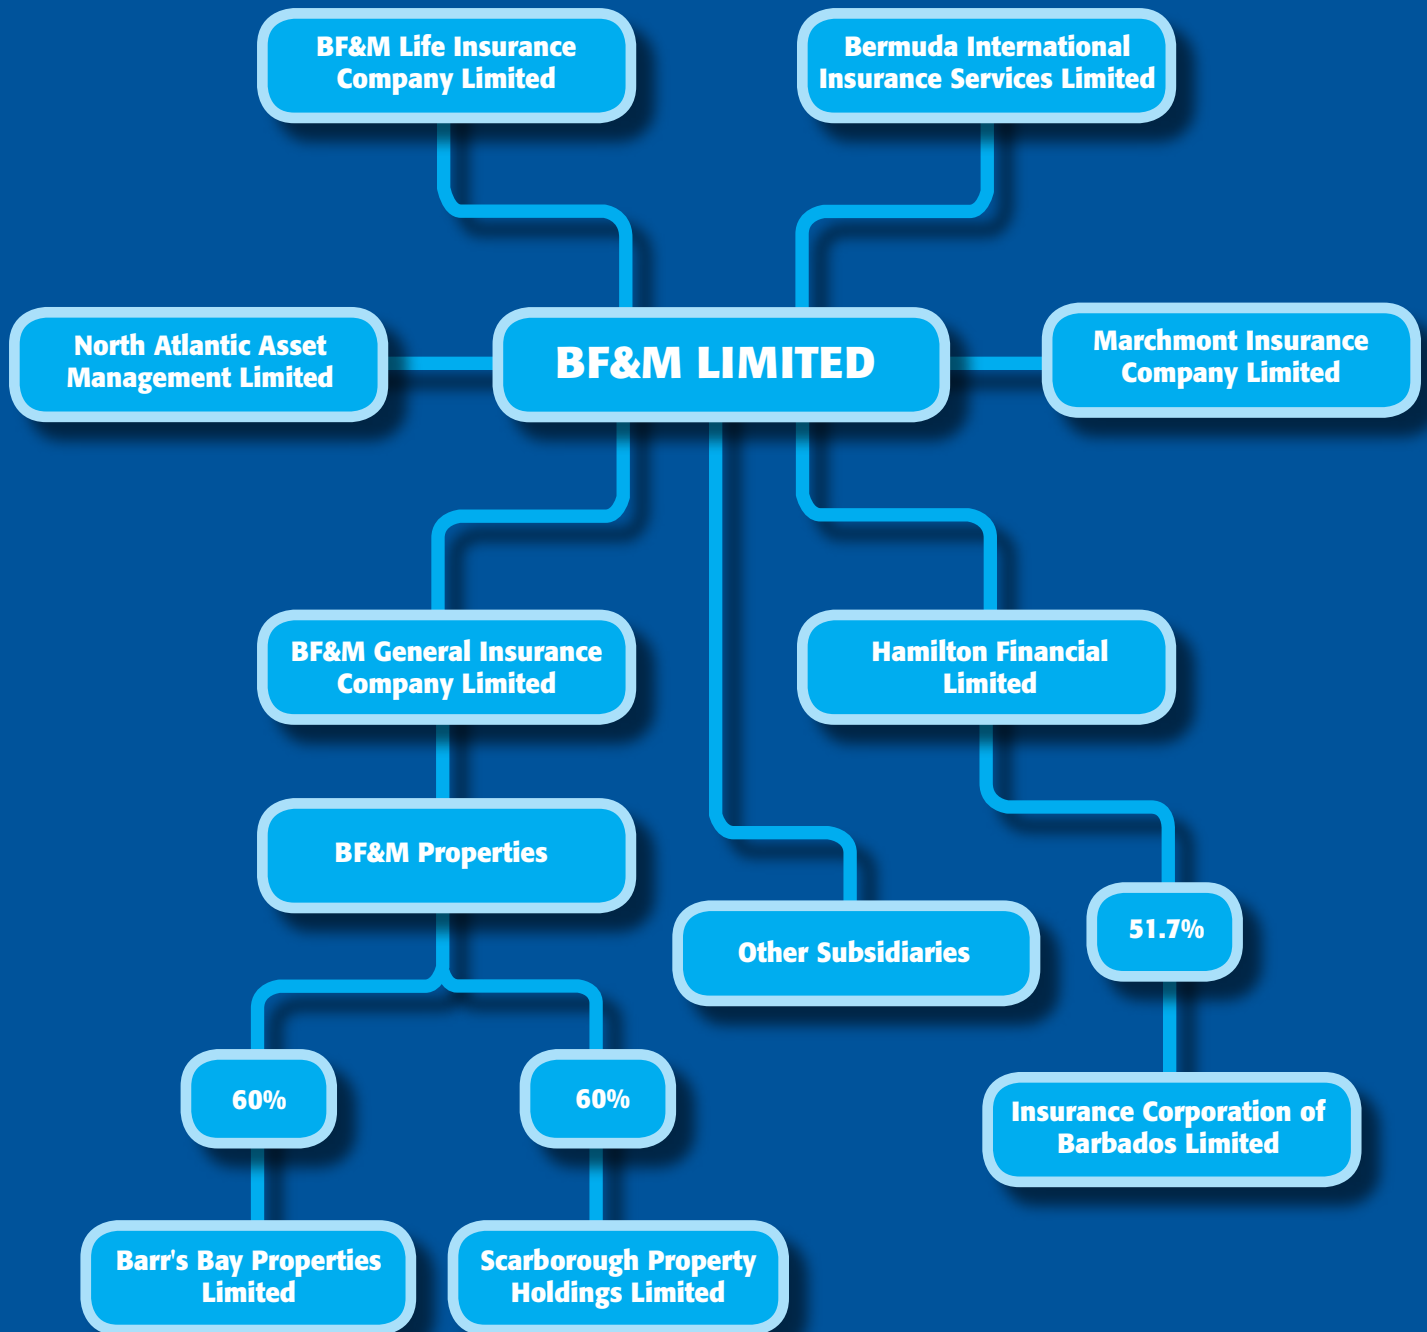 BF&M Life Insurance
Company Limited
Bermuda International
Insurance Services Limited
North Atlantic Asset
Management Limited
BF&M LIMITED
Marchmont Insurance
Company Limited
BF&M General Insurance
Company Limited
Hamilton Financial
Limited
BF&M Properties
Other Subsidiaries
51.7%
60%
60%
Insurance Corporation of
Barbados Limited
Barr's Bay Properties
Limited
Scarborough Property
Holdings Limited